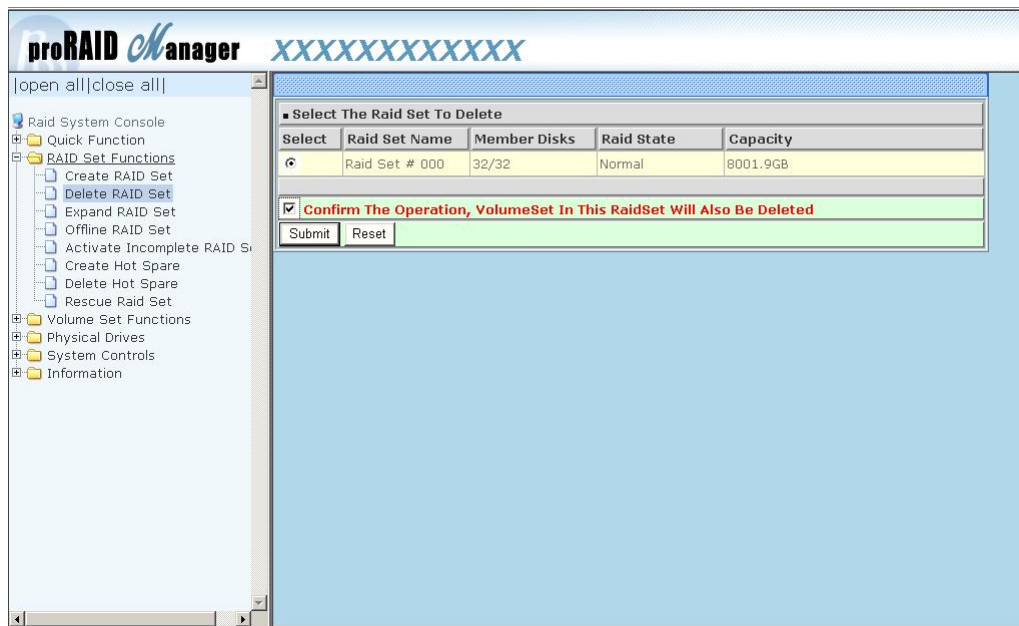 proRAID Manager
XXXXXXXXXXXX
|open all|close all|
Raid System Console
Quick Function
RAID Set Functions
Create RAID Set
Delete RAID Set
Expand RAID Set
Offline RAID Set
Activate Incomplete RAID S
Create Hot Spare
Delete Hot Spare
Rescue Raid Set
Volume Set Functions
Physical Drives
System Controls
Information
Select The Raid Set To Delete
Select Raid Set Name Member Disks Raid State Capacity
Raid Set # 000 32/32 Normal 8001.9GB
Confirm The Operation, VolumeSet In This RaidSet Will Also Be Deleted
Submit Reset